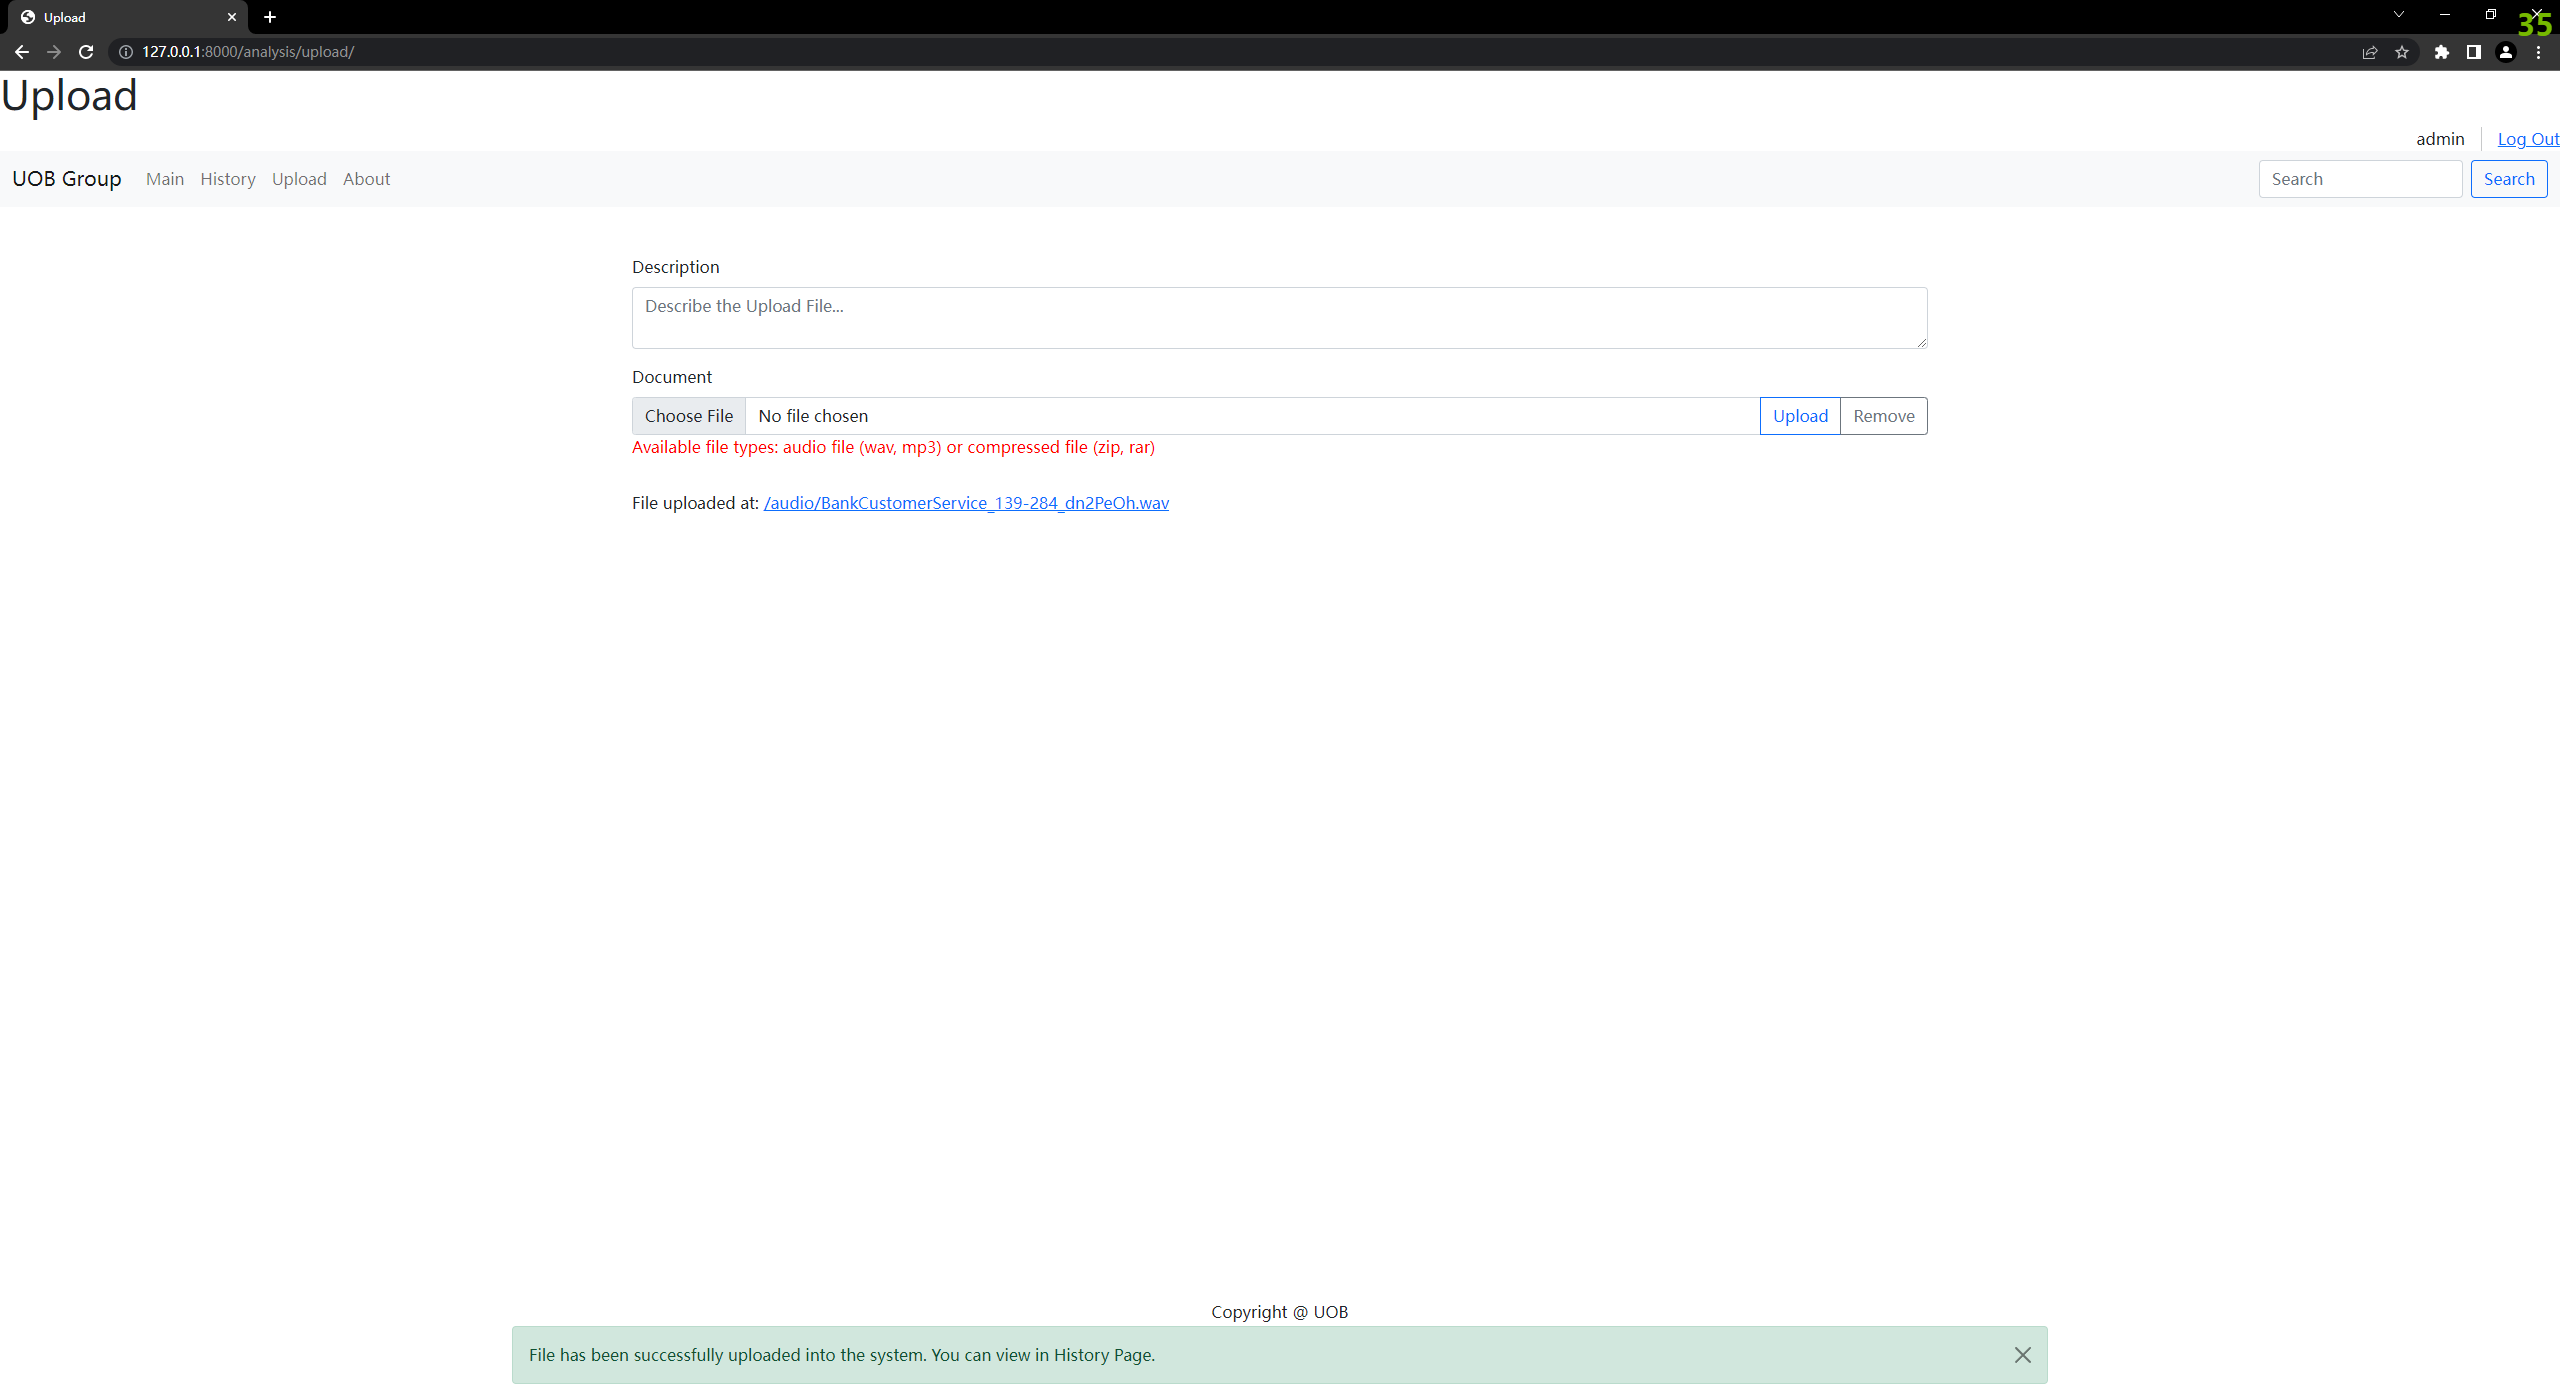 Upload
35
127.0.0.1:8000/analysis/upload/
Upload
admin Log Out
UOB Group Main History Upload About Search Search
Description
Describe the Upload File...
Document
Choose File No file chosen Upload Remove
Available file types: audio file (wav, mp3) or compressed file (zip, rar)
File uploaded at: /audio/BankCustomerService_139-284_dn2PeOh.wav
Copyright @ UOB
File has been successfully uploaded into the system. You can view in History Page.